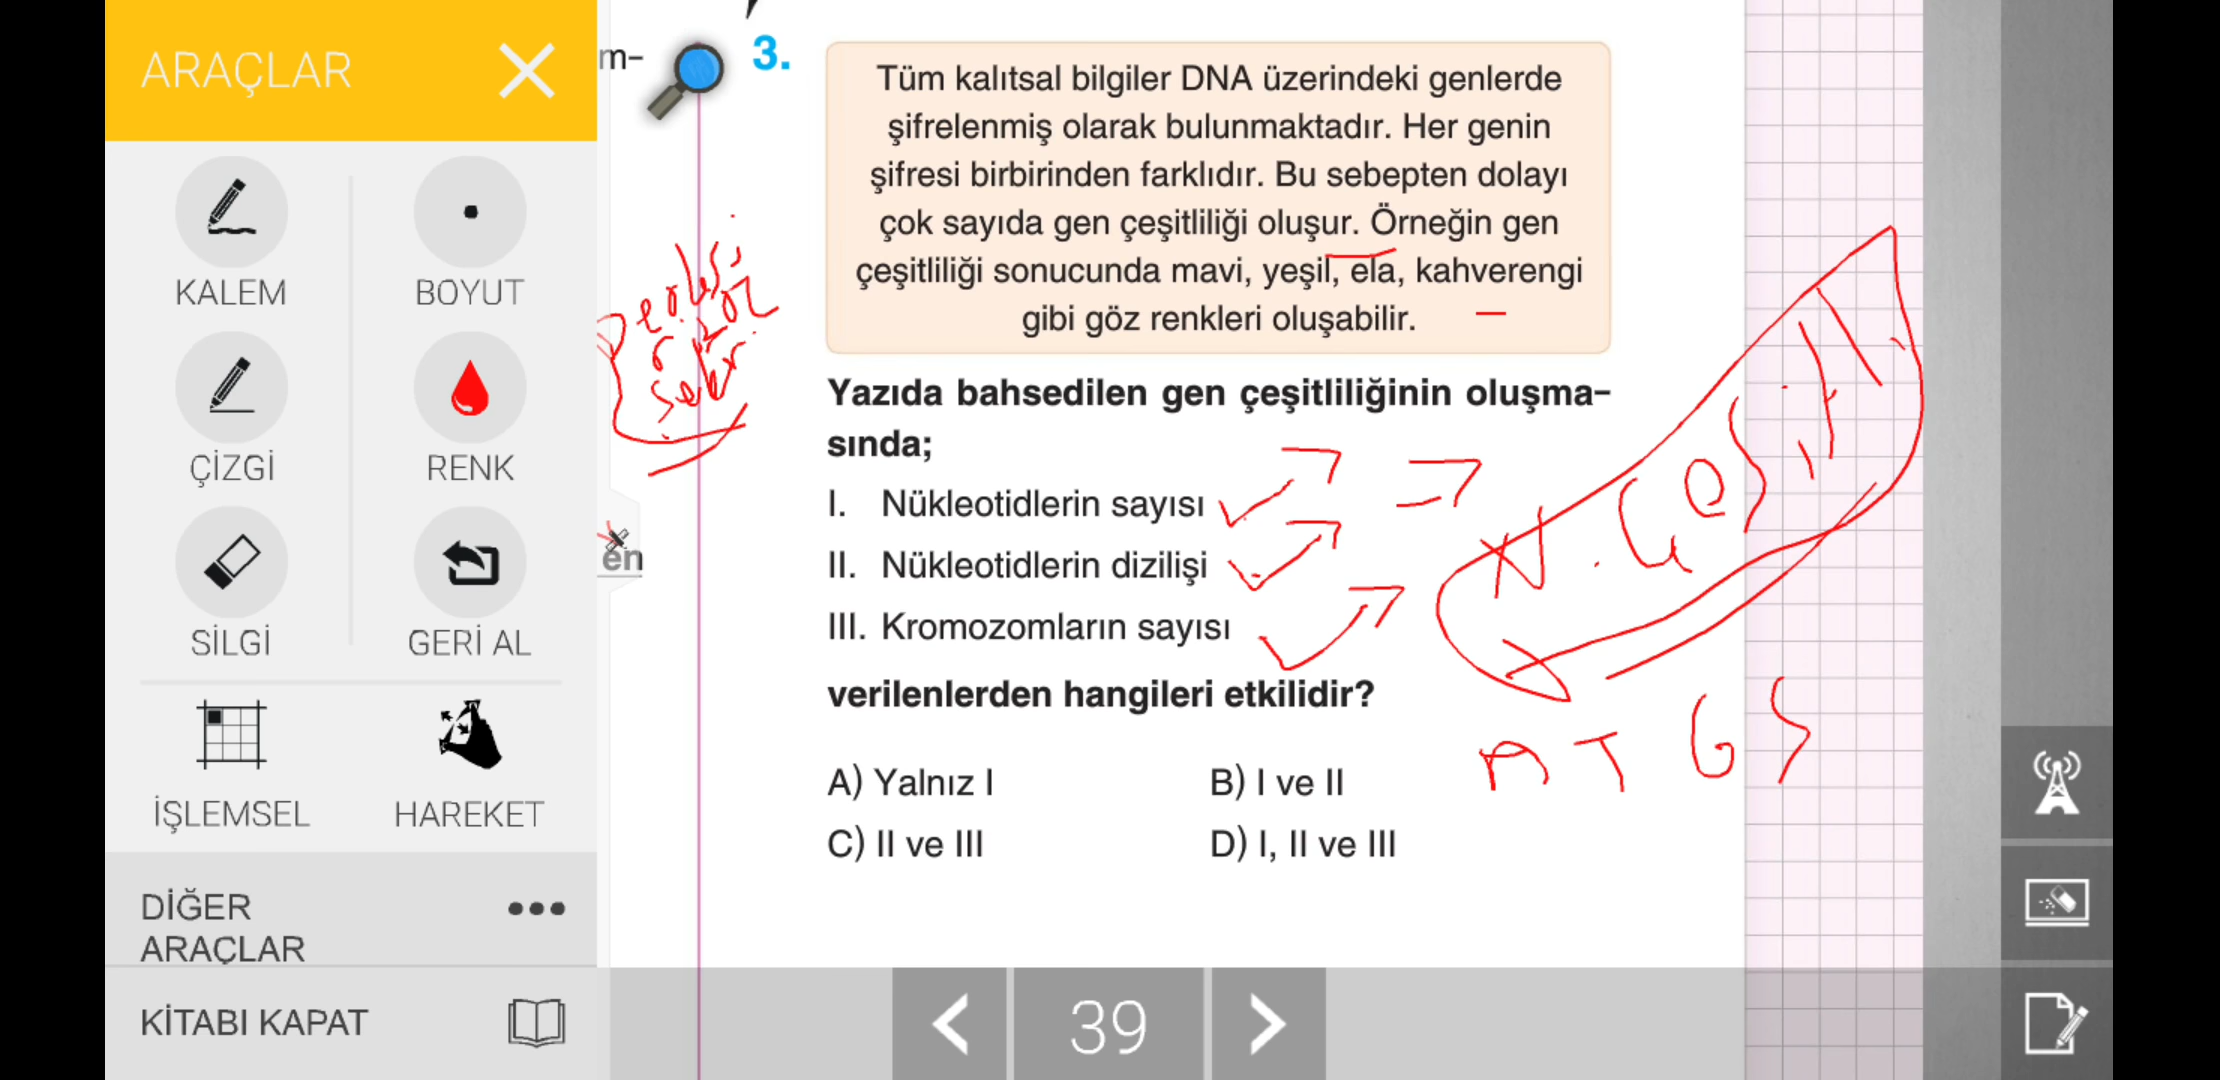 ARAÇLAR
KALEM
BOYUT
ÇİZGİ
RENK
SİLGİ
GERİ AL
İŞLEMSEL
HAREKET
DİĞER
ARAÇLAR
KİTABI KAPAT
m-
en
3.
Tüm kalıtsal bilgiler DNA üzerindeki genlerde
şifrelenmiş olarak bulunmaktadır. Her genin
şifresi birbirinden farklıdır. Bu sebepten dolayı
çok sayıda gen çeşitliliği oluşur. Örneğin gen
çeşitliliği sonucunda mavi, yeşil, ela, kahverengi
gibi göz renkleri oluşabilir.
Yazıda bahsedilen gen çeşitliliğinin oluşma-
sında;
I. Nükleotidlerin sayısı
II. Nükleotidlerin dizilişi
III. Kromozomların sayısı
verilenlerden hangileri etkilidir?
A T G S
A) Yalnız I
B) I ve II
C) II ve III
D) I, II ve III
39